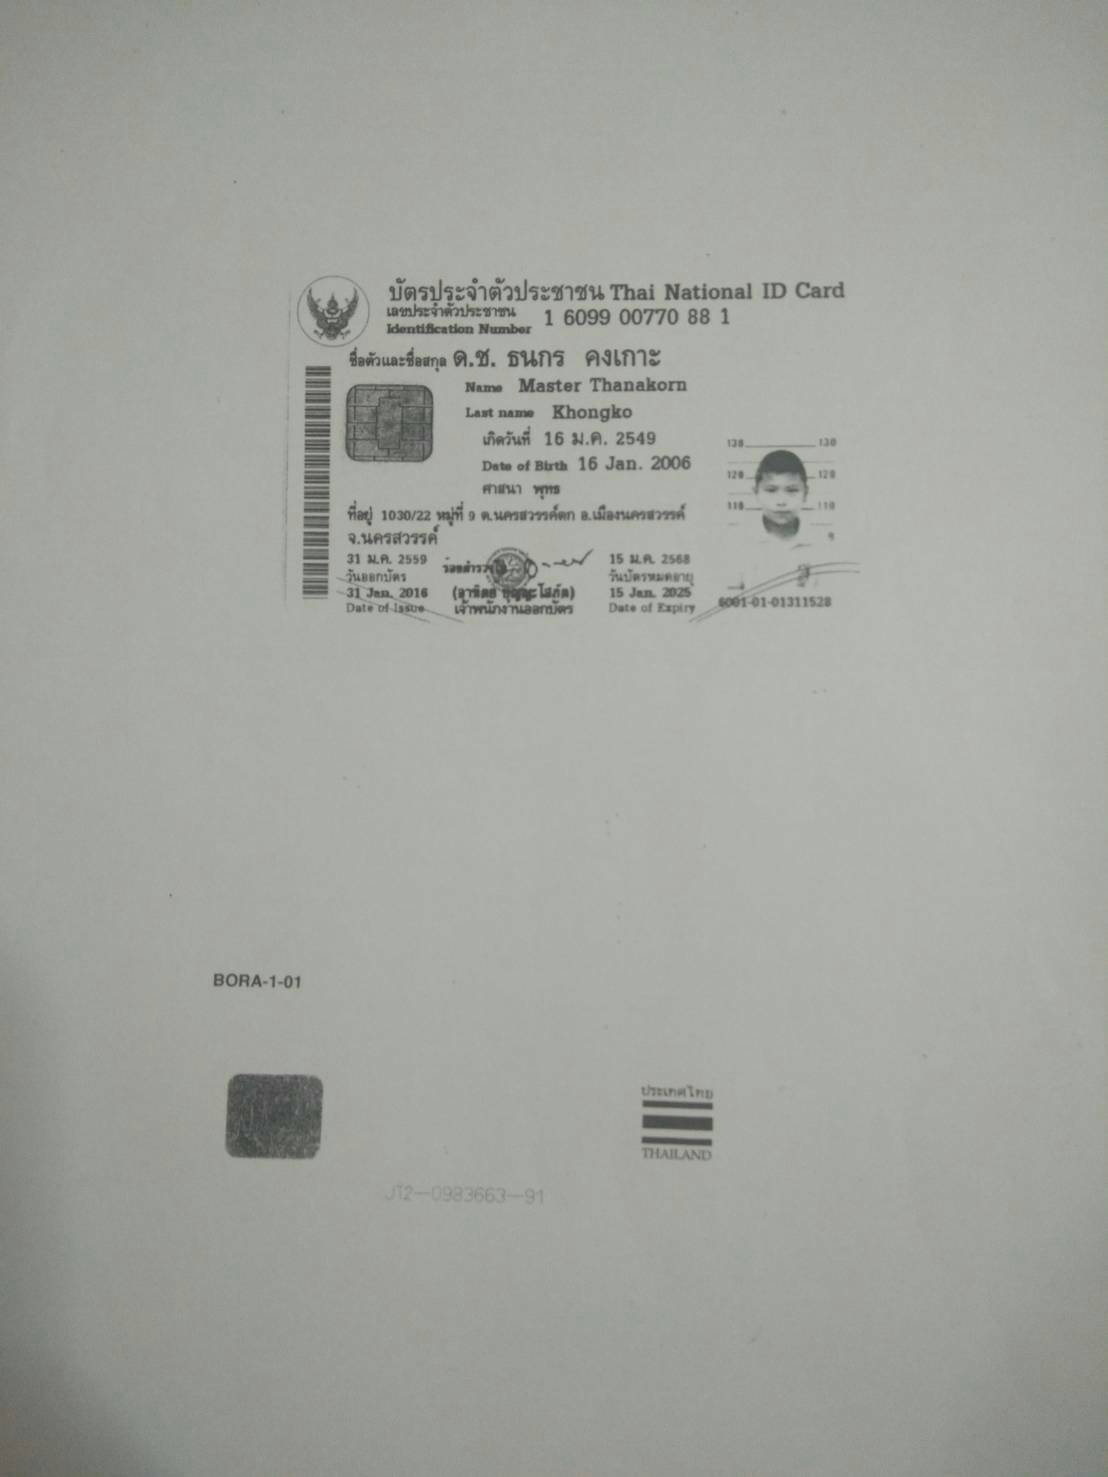 บัตรประจำตัวประชาชน Thai National ID Card
เลขประจำตัวประชาชน
Identification Number 1 6099 00770 88 1
ชื่อตัวและชื่อสกุล ด.ช. ธนกร คงเกาะ
Name Master Thanakorn
Last name Khongko
เกิดวันที่ 16 ม.ค. 2549
Date of Birth 16 Jan. 2006
ศาสนา พุทธ
ที่อยู่ 1030/22 หมู่ที่ 9 ต.นครสวรรค์ตก อ.เมืองนครสวรรค์
จ.นครสวรรค์
130 130
120 120
110 110
31 ม.ค. 2559
วันออกบัตร
31 Jan. 2016
Date of Issue
เจ้าพนักงานออกบัตร
15 ม.ค. 2568
วันบัตรหมดอายุ
15 Jan. 2025
Date of Expiry
6001-01-01311528
BORA-1-01
ประเทศไทย
THAILAND
JT2-0983663-91